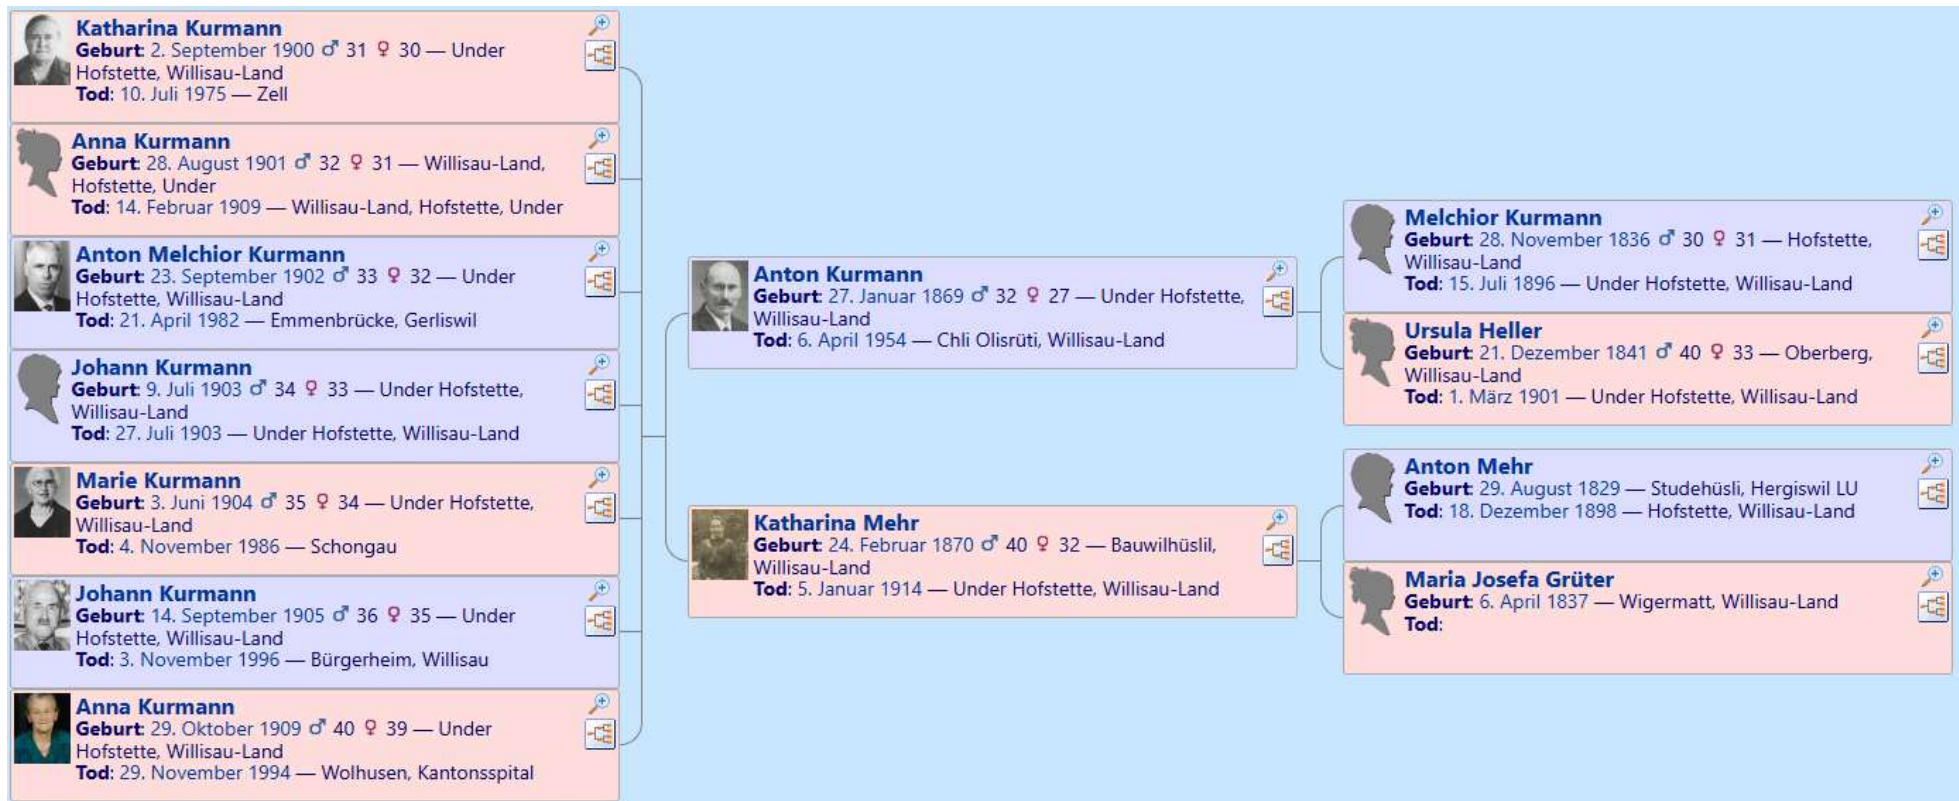 Katharina Kurmann
Geburt: 2. September 1900 ♂ 31 ♀ 30 — Under
Hofstette, Willisau-Land
Tod: 10. Juli 1975 — Zell
Anna Kurmann
Geburt: 28. August 1901 ♂ 32 ♀ 31 — Willisau-Land,
Hofstette, Under
Tod: 14. Februar 1909 — Willisau-Land, Hofstette, Under
Anton Melchior Kurmann
Geburt: 23. September 1902 ♂ 33 ♀ 32 — Under
Hofstette, Willisau-Land
Tod: 21. April 1982 — Emmenbrücke, Gerliswil
Johann Kurmann
Geburt: 9. Juli 1903 ♂ 34 ♀ 33 — Under Hofstette,
Willisau-Land
Tod: 27. Juli 1903 — Under Hofstette, Willisau-Land
Marie Kurmann
Geburt: 3. Juni 1904 ♂ 35 ♀ 34 — Under Hofstette,
Willisau-Land
Tod: 4. November 1986 — Schongau
Johann Kurmann
Geburt: 14. September 1905 ♂ 36 ♀ 35 — Under
Hofstette, Willisau-Land
Tod: 3. November 1996 — Bürgerheim, Willisau
Anna Kurmann
Geburt: 29. Oktober 1909 ♂ 40 ♀ 39 — Under
Hofstette, Willisau-Land
Tod: 29. November 1994 — Wolhusen, Kantonsspital
Anton Kurmann
Geburt: 27. Januar 1869 ♂ 32 ♀ 27 — Under Hofstette,
Willisau-Land
Tod: 6. April 1954 — Chli Olisrüti, Willisau-Land
Katharina Mehr
Geburt: 24. Februar 1870 ♂ 40 ♀ 32 — Bauwilhüslil,
Willisau-Land
Tod: 5. Januar 1914 — Under Hofstette, Willisau-Land
Melchior Kurmann
Geburt: 28. November 1836 ♂ 30 ♀ 31 — Hofstette,
Willisau-Land
Tod: 15. Juli 1896 — Under Hofstette, Willisau-Land
Ursula Heller
Geburt: 21. Dezember 1841 ♂ 40 ♀ 33 — Oberberg,
Willisau-Land
Tod: 1. März 1901 — Under Hofstette, Willisau-Land
Anton Mehr
Geburt: 29. August 1829 — Studehüsli, Hergiswil LU
Tod: 18. Dezember 1898 — Hofstette, Willisau-Land
Maria Josefa Grüter
Geburt: 6. April 1837 — Wigermatt, Willisau-Land
Tod: